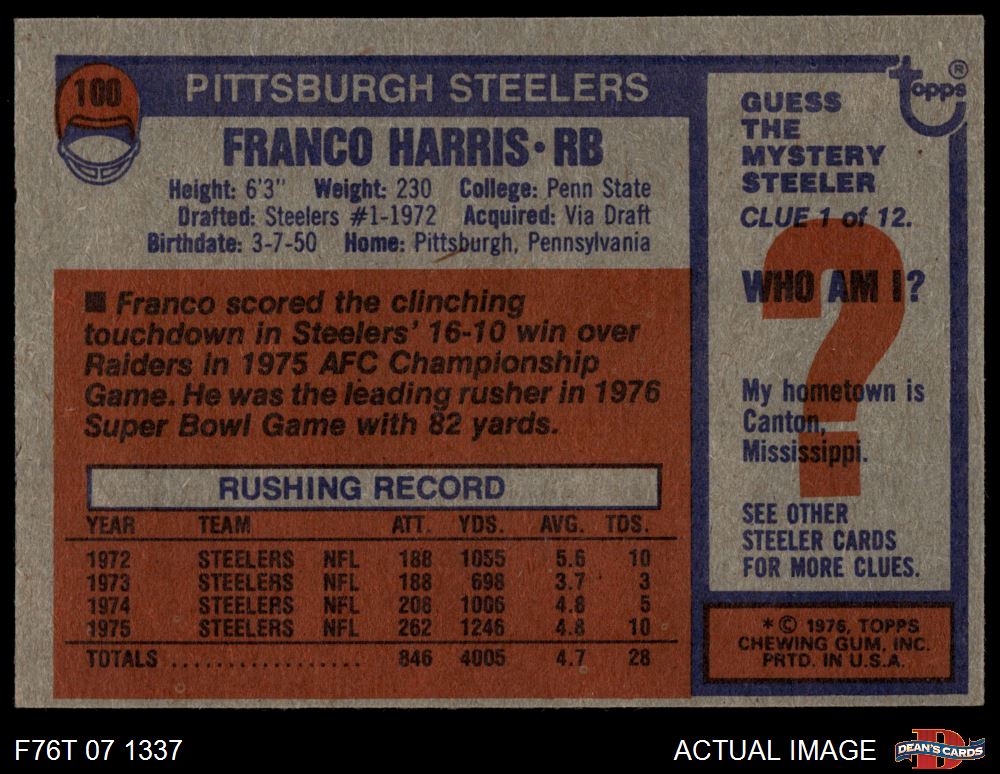 100
PITTSBURGH STEELERS
FRANCO HARRIS • RB
Height: 6'3" Weight: 230 College: Penn State
Drafted: Steelers #1-1972 Acquired: Via Draft
Birthdate: 3-7-50 Home: Pittsburgh, Pennsylvania
■ Franco scored the clinching
touchdown in Steelers' 16-10 win over
Raiders in 1975 AFC Championship
Game. He was the leading rusher in 1976
Super Bowl Game with 82 yards.
RUSHING RECORD
YEAR TEAM ATT. YDS. AVG. TDS.
1972 STEELERS NFL 188 1055 5.6 10
1973 STEELERS NFL 188 698 3.7 3
1974 STEELERS NFL 208 1006 4.8 5
1975 STEELERS NFL 262 1246 4.8 10
TOTALS .................. 846 4005 4.7 28
topps®
GUESS
THE
MYSTERY
STEELER
CLUE 1 of 12.
?
WHO AM I?
My hometown is
Canton,
Mississippi.
SEE OTHER
STEELER CARDS
FOR MORE CLUES.
* © 1976, TOPPS
CHEWING GUM, INC.
PRTD. IN U.S.A.
F76T 07 1337
ACTUAL IMAGE
D
DEAN'S CARDS